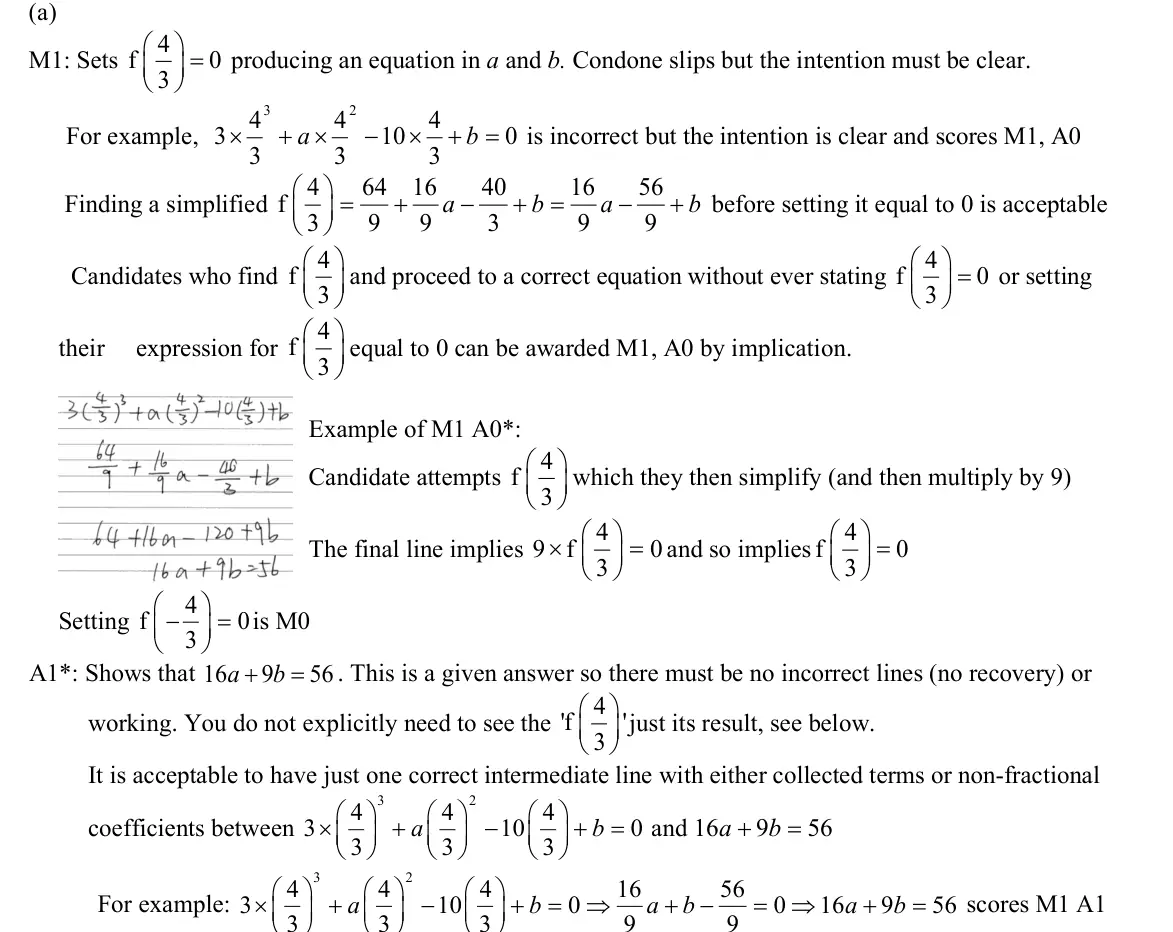 (a)
M1: Sets f(4/3) = 0 producing an equation in a and b. Condone slips but the intention must be clear.
For example, 3 × 4³/3 + a × 4²/3 − 10 × 4/3 + b = 0 is incorrect but the intention is clear and scores M1, A0
Finding a simplified f(4/3) = 64/9 + 16/9 a − 40/3 + b = 16/9 a − 56/9 + b before setting it equal to 0 is acceptable
Candidates who find f(4/3) and proceed to a correct equation without ever stating f(4/3) = 0 or setting
their expression for f(4/3) equal to 0 can be awarded M1, A0 by implication.
3(4/3)³ + a(4/3)² − 10(4/3) + b
64/9 + 16/9 a − 40/3 + b
64 + 16a − 120 + 9b
16a + 9b = 56
Example of M1 A0*:
Candidate attempts f(4/3) which they then simplify (and then multiply by 9)
The final line implies 9 × f(4/3) = 0 and so implies f(4/3) = 0
Setting f(−4/3) = 0 is M0
A1*: Shows that 16a + 9b = 56. This is a given answer so there must be no incorrect lines (no recovery) or
working. You do not explicitly need to see the 'f(4/3)' just its result, see below.
It is acceptable to have just one correct intermediate line with either collected terms or non-fractional
coefficients between 3 × (4/3)³ + a(4/3)² − 10(4/3) + b = 0 and 16a + 9b = 56
For example: 3 × (4/3)³ + a(4/3)² − 10(4/3) + b = 0 ⇒ 16/9 a + b − 56/9 = 0 ⇒ 16a + 9b = 56 scores M1 A1